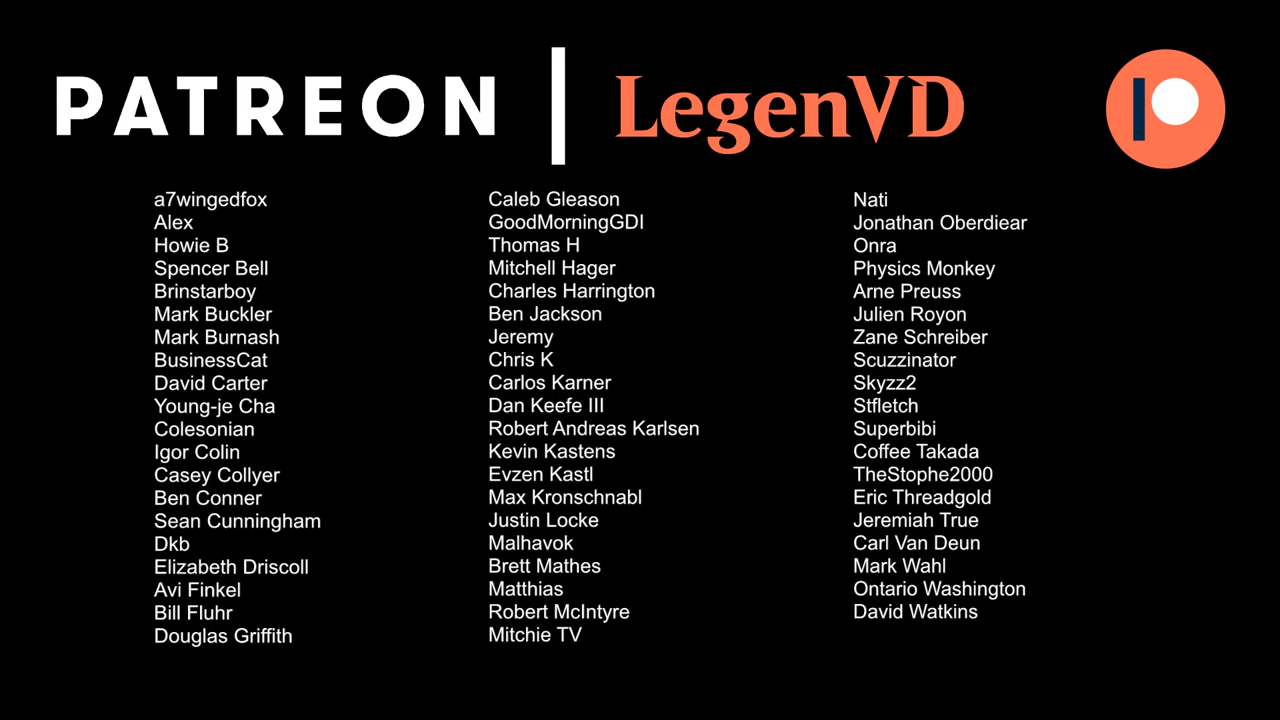 PATREON | LegenVD
a7wingedfox
Alex
Howie B
Spencer Bell
Brinstarboy
Mark Buckler
Mark Burnash
BusinessCat
David Carter
Young-je Cha
Colesonian
Igor Colin
Casey Collyer
Ben Conner
Sean Cunningham
Dkb
Elizabeth Driscoll
Avi Finkel
Bill Fluhr
Douglas Griffith
Caleb Gleason
GoodMorningGDI
Thomas H
Mitchell Hager
Charles Harrington
Ben Jackson
Jeremy
Chris K
Carlos Karner
Dan Keefe III
Robert Andreas Karlsen
Kevin Kastens
Evzen Kastl
Max Kronschnabl
Justin Locke
Malhavok
Brett Mathes
Matthias
Robert McIntyre
Mitchie TV
Nati
Jonathan Oberdiear
Onra
Physics Monkey
Arne Preuss
Julien Royon
Zane Schreiber
Scuzzinator
Skyzz2
Stfletch
Superbibi
Coffee Takada
TheStophe2000
Eric Threadgold
Jeremiah True
Carl Van Deun
Mark Wahl
Ontario Washington
David Watkins